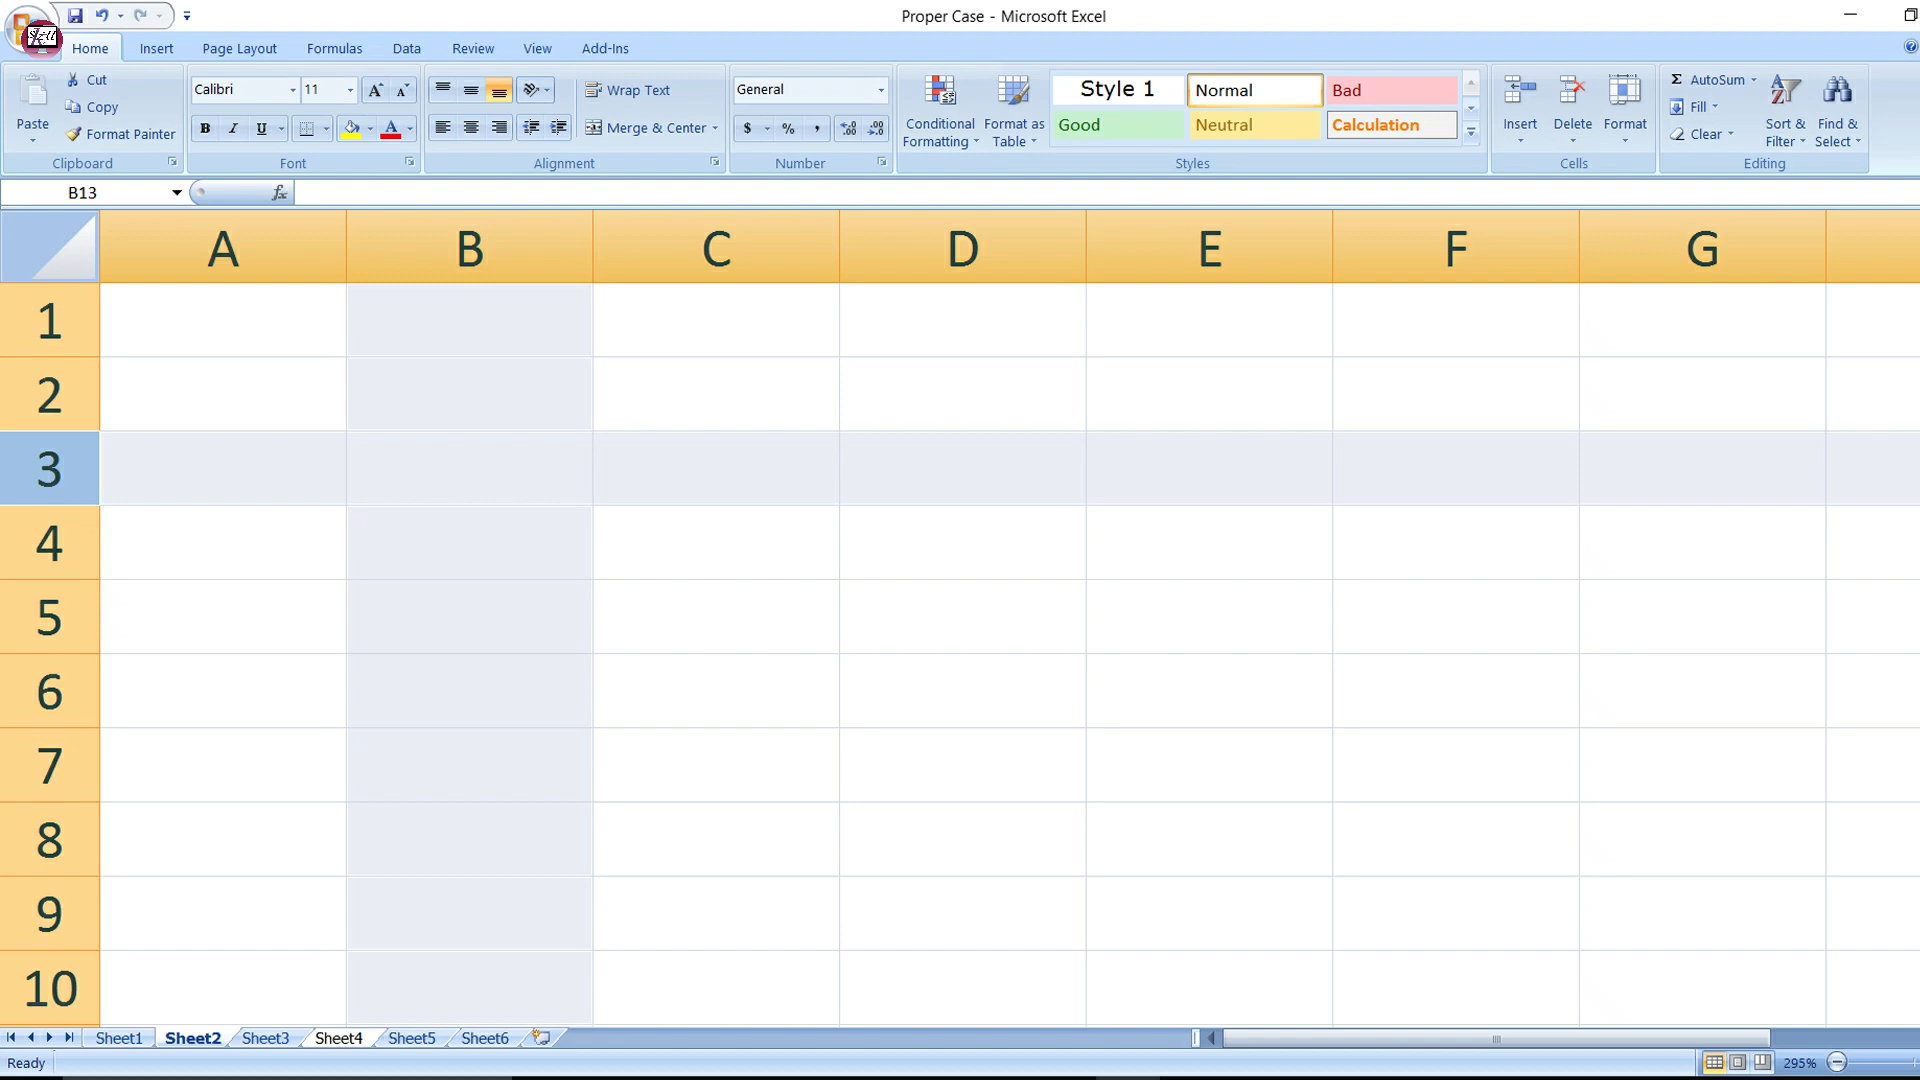 Proper Case - Microsoft Excel
Home Insert Page Layout Formulas Data Review View Add-Ins
Paste
Cut
Copy
Format Painter
Clipboard
Calibri 11
Font
Wrap Text
Merge & Center
Alignment
General
$ % ,
Number
Conditional Formatting
Format as Table
Style 1 Normal Bad
Good Neutral Calculation
Styles
Insert Delete Format
Cells
Σ AutoSum
Fill
Clear
Sort & Filter
Find & Select
Editing
B13 fx
A B C D E F G
1
2
3
4
5
6
7
8
9
10
Sheet1 Sheet2 Sheet3 Sheet4 Sheet5 Sheet6
Ready 295%